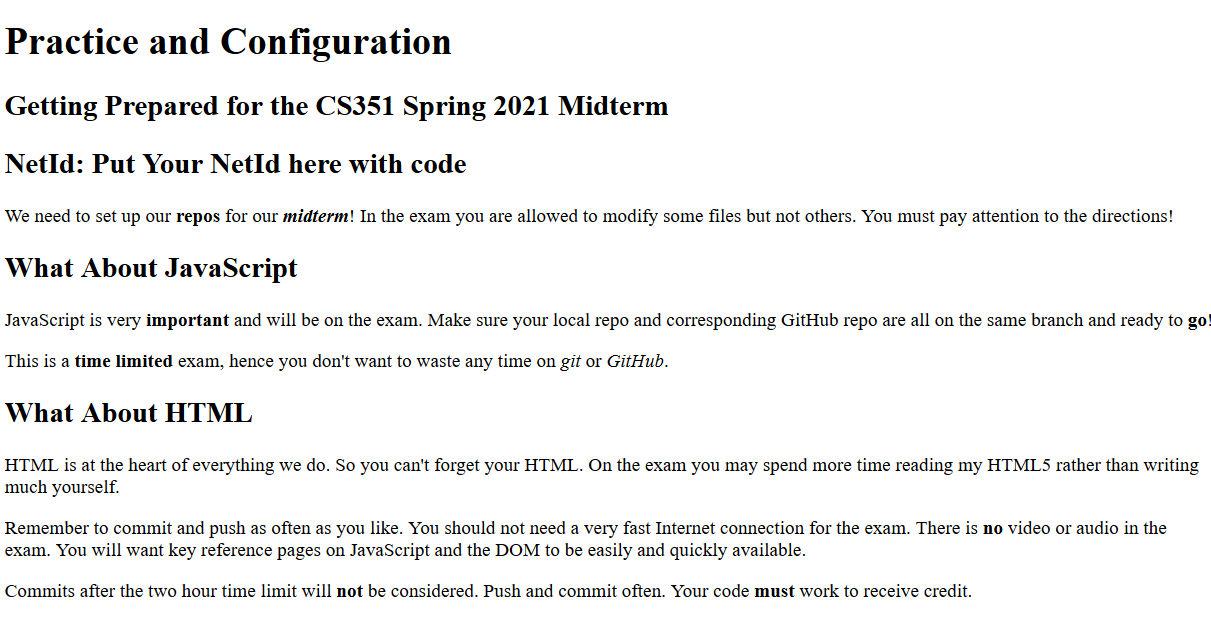 Practice and Configuration
Getting Prepared for the CS351 Spring 2021 Midterm
NetId: Put Your NetId here with code
We need to set up our repos for our midterm! In the exam you are allowed to modify some files but not others. You must pay attention to the directions!
What About JavaScript
JavaScript is very important and will be on the exam. Make sure your local repo and corresponding GitHub repo are all on the same branch and ready to go!
This is a time limited exam, hence you don't want to waste any time on git or GitHub.
What About HTML
HTML is at the heart of everything we do. So you can't forget your HTML. On the exam you may spend more time reading my HTML5 rather than writing
much yourself.
Remember to commit and push as often as you like. You should not need a very fast Internet connection for the exam. There is no video or audio in the
exam. You will want key reference pages on JavaScript and the DOM to be easily and quickly available.
Commits after the two hour time limit will not be considered. Push and commit often. Your code must work to receive credit.